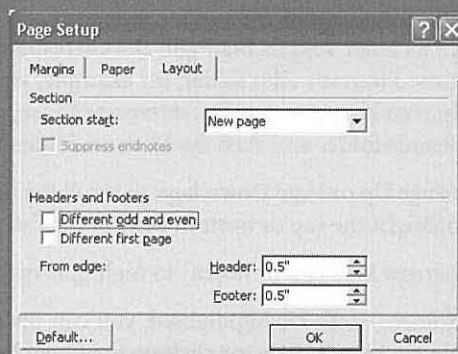 Page Setup
Margins Paper Layout
Section
Section start: New page
Suppress endnotes
Headers and footers
Different odd and even
Different first page
From edge: Header: 0.5"
Footer: 0.5"
Default... OK Cancel